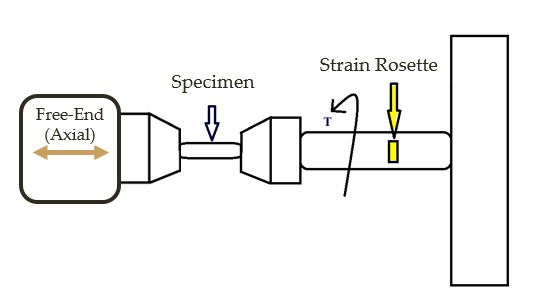 Strain Rosette
Specimen
Free-End
(Axial)
T